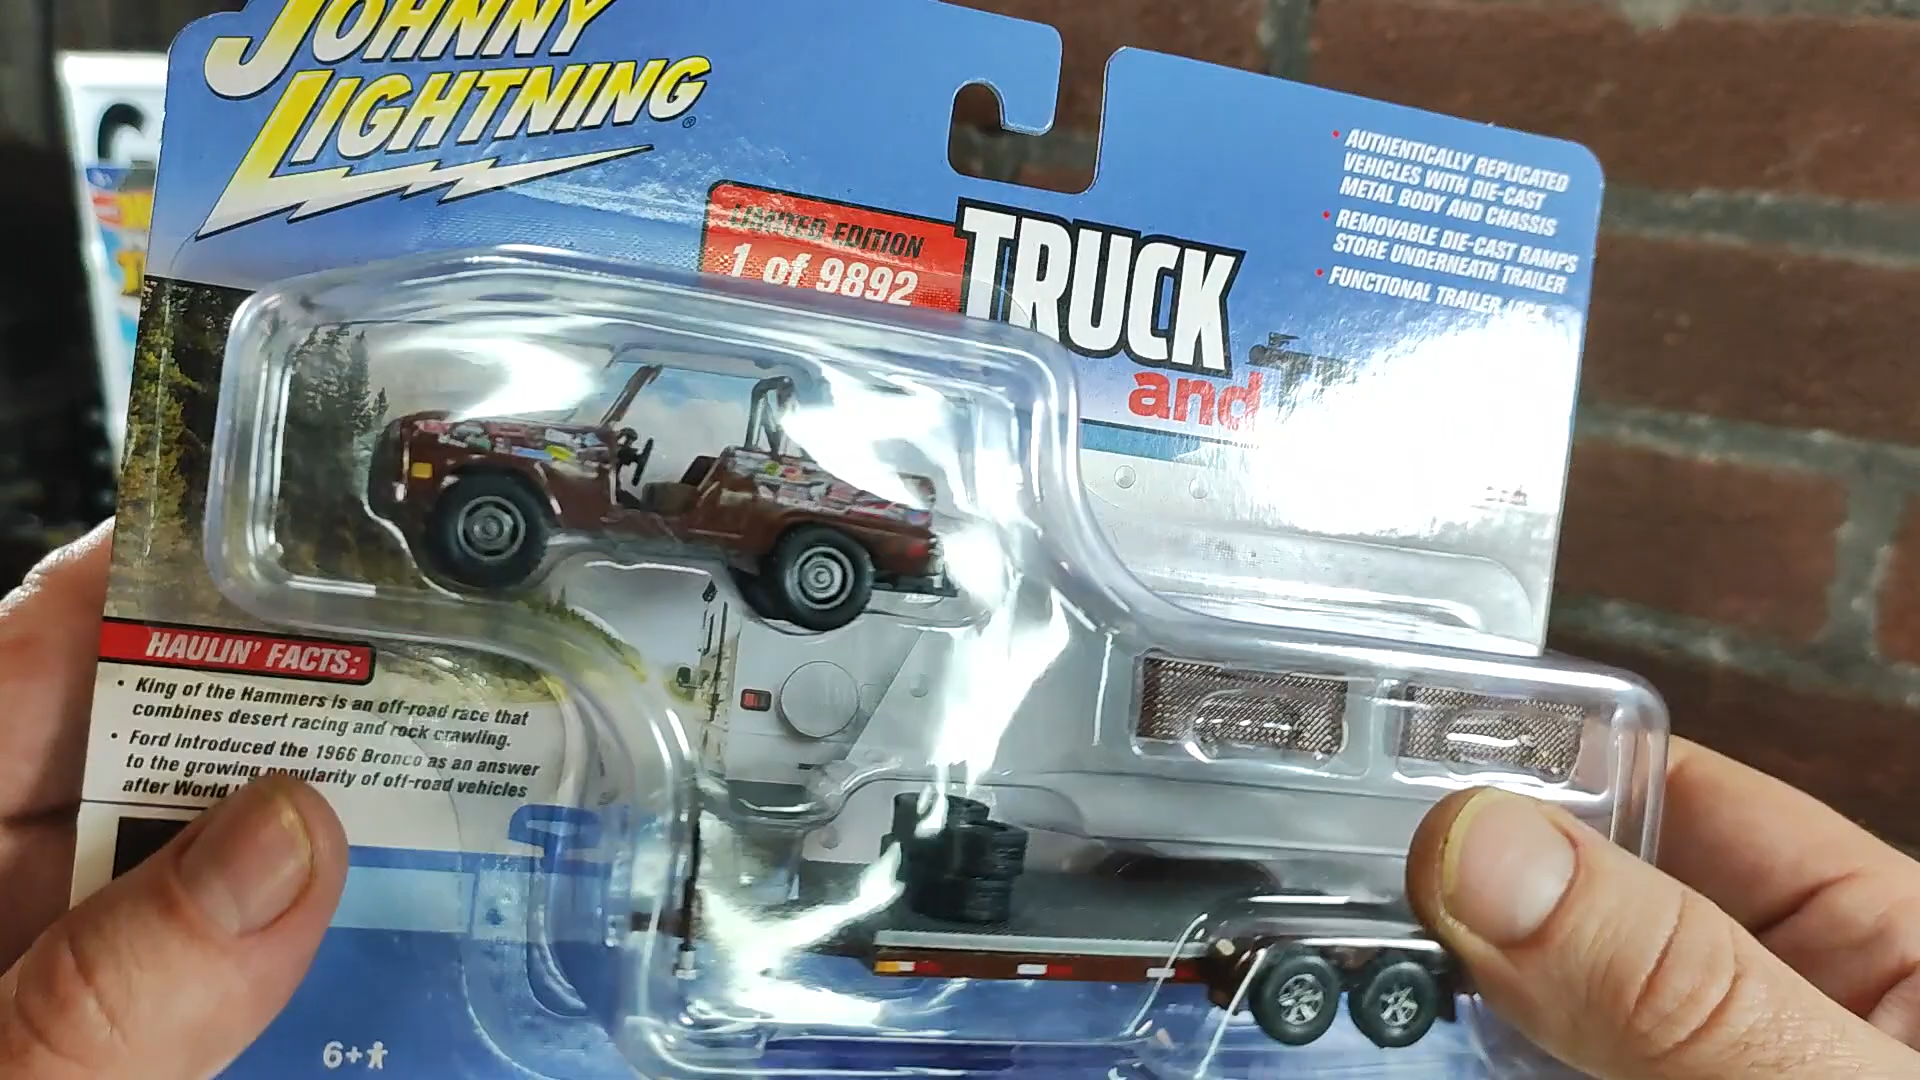 JOHNNY
LIGHTNING®
LIMITED EDITION
1 of 9892
TRUCK
and
• AUTHENTICALLY REPLICATED
VEHICLES WITH DIE-CAST
METAL BODY AND CHASSIS
• REMOVABLE DIE-CAST RAMPS
STORE UNDERNEATH TRAILER
• FUNCTIONAL TRAILER
HAULIN' FACTS:
• King of the Hammers is an off-road race that
combines desert racing and rock crawling.
• Ford introduced the 1966 Bronco as an answer
to the growing popularity of off-road vehicles
after World
6+